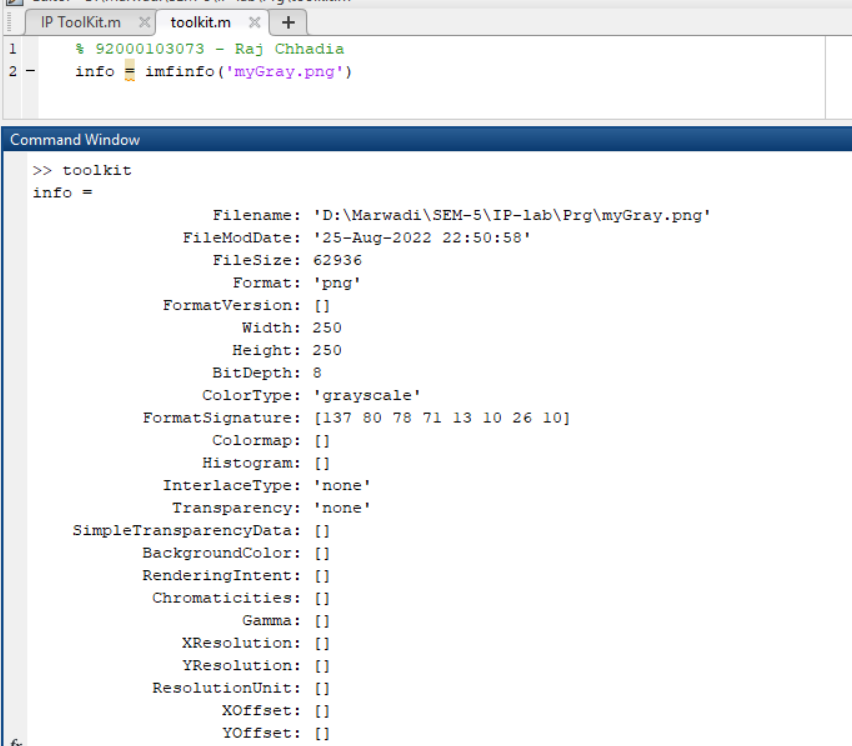 IP ToolKit.m toolkit.m
1 % 92000103073 - Raj Chhadia
2 - info = imfinfo('myGray.png')
Command Window
>> toolkit
info =
Filename: 'D:\Marwadi\SEM-5\IP-lab\Prg\myGray.png'
FileModDate: '25-Aug-2022 22:50:58'
FileSize: 62936
Format: 'png'
FormatVersion: []
Width: 250
Height: 250
BitDepth: 8
ColorType: 'grayscale'
FormatSignature: [137 80 78 71 13 10 26 10]
Colormap: []
Histogram: []
InterlaceType: 'none'
Transparency: 'none'
SimpleTransparencyData: []
BackgroundColor: []
RenderingIntent: []
Chromaticities: []
Gamma: []
XResolution: []
YResolution: []
ResolutionUnit: []
XOffset: []
YOffset: []
fx